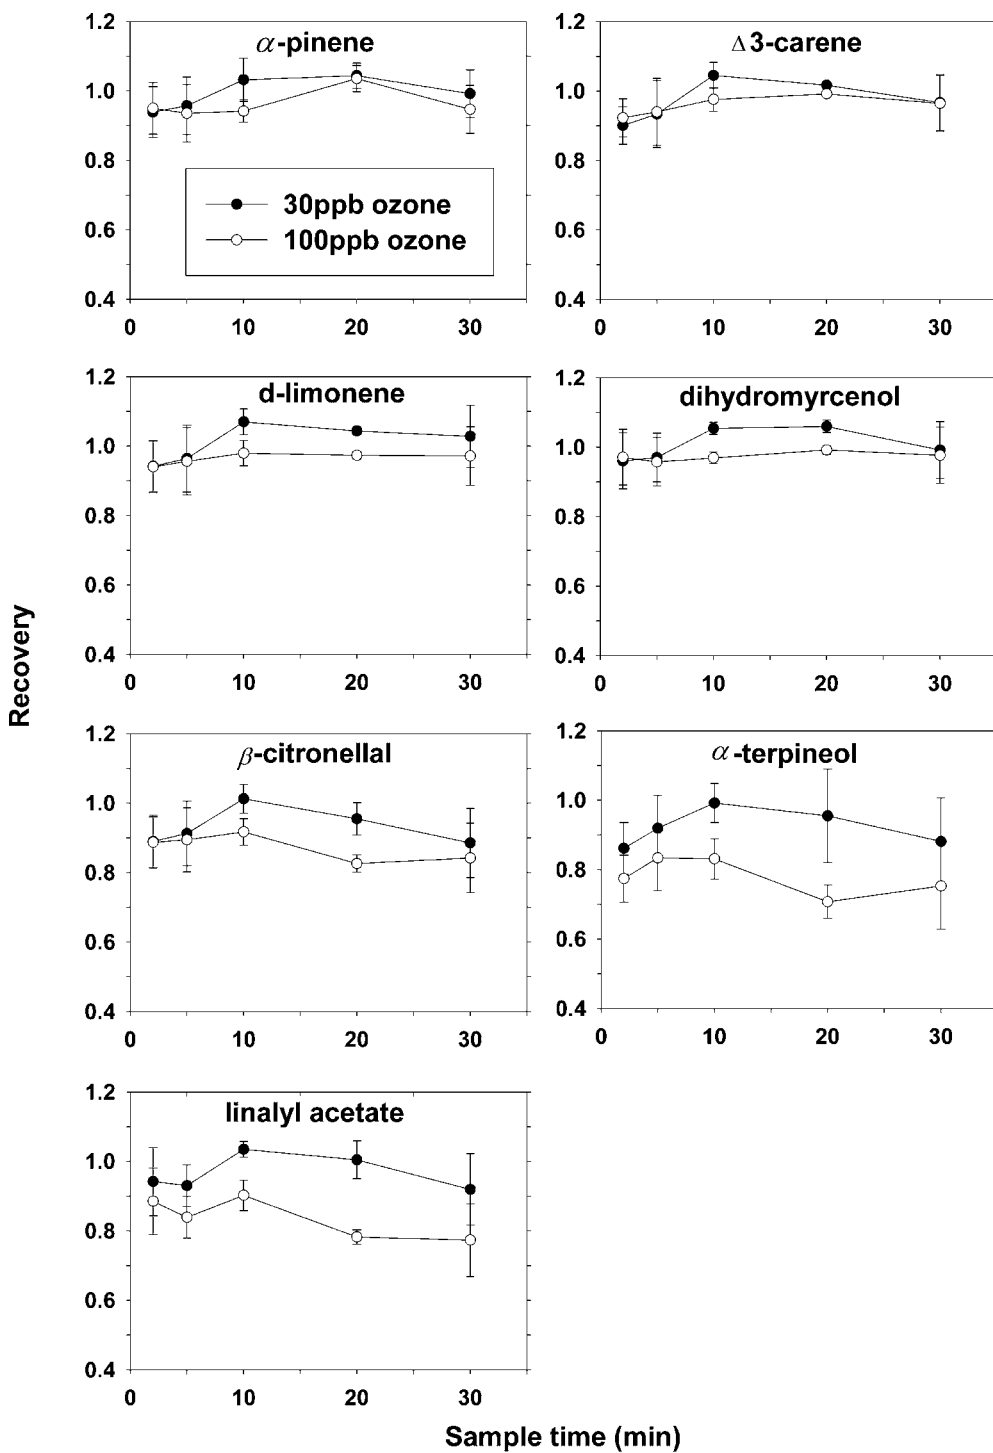 α-pinene
1.2
1.0
0.8
0.6
0.4
30ppb ozone
100ppb ozone
0 10 20 30
Δ3-carene
1.2
1.0
0.8
0.6
0.4
0 10 20 30
d-limonene
1.2
1.0
0.8
0.6
0.4
0 10 20 30
dihydromyrcenol
1.2
1.0
0.8
0.6
0.4
0 10 20 30
Recovery
β-citronellal
1.2
1.0
0.8
0.6
0.4
0 10 20 30
α-terpineol
1.2
1.0
0.8
0.6
0.4
0 10 20 30
linalyl acetate
1.2
1.0
0.8
0.6
0.4
0 10 20 30
Sample time (min)